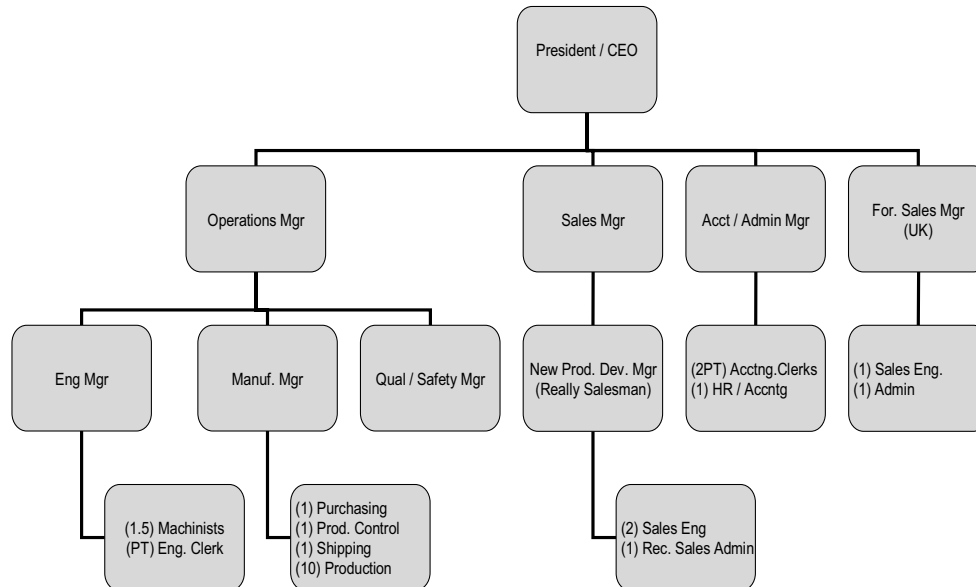 President / CEO
Operations Mgr
Sales Mgr
Acct / Admin Mgr
For. Sales Mgr
(UK)
Eng Mgr
Manuf. Mgr
Qual / Safety Mgr
New Prod. Dev. Mgr
(Really Salesman)
(2PT) Acctng.Clerks
(1) HR / Accntg
(1) Sales Eng.
(1) Admin
(1.5) Machinists
(PT) Eng. Clerk
(1) Purchasing
(1) Prod. Control
(1) Shipping
(10) Production
(2) Sales Eng
(1) Rec. Sales Admin